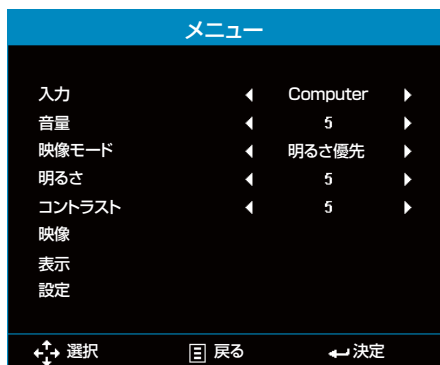 メニュー
入力 Computer
音量 5
映像モード 明るさ優先
明るさ 5
コントラスト 5
映像
表示
設定
選択 戻る 決定